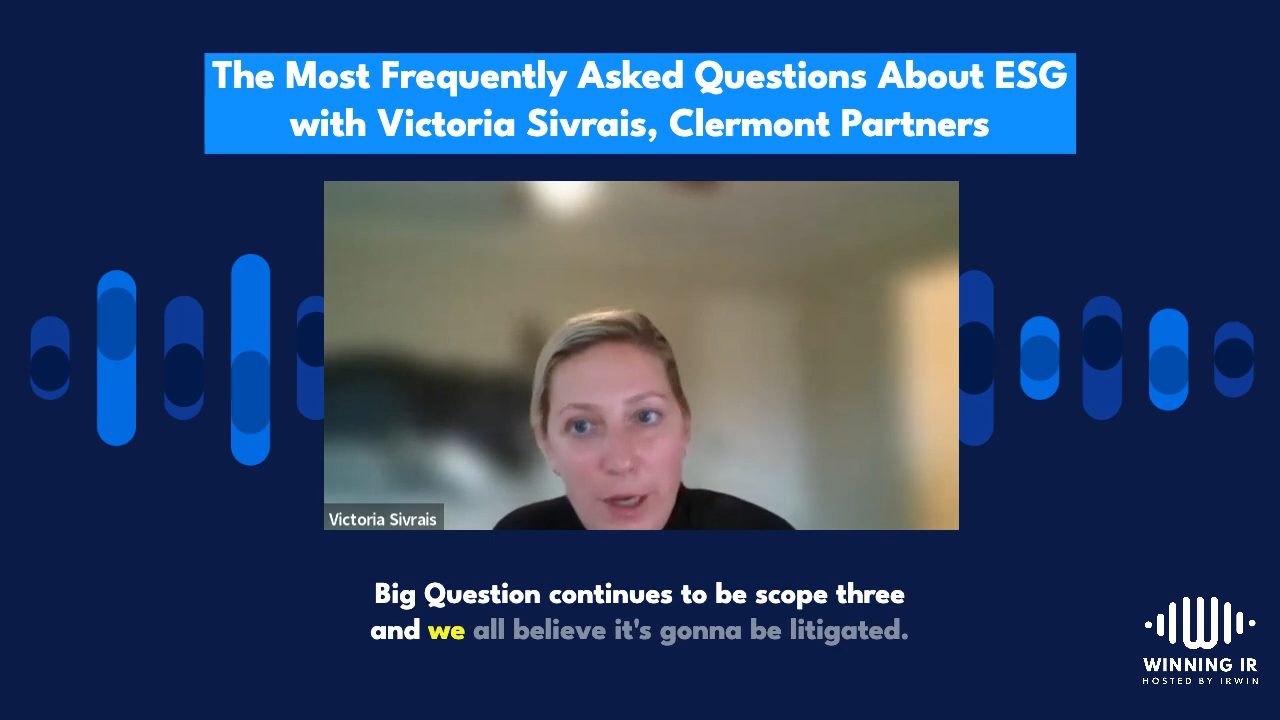 The Most Frequently Asked Questions About ESG
with Victoria Sivrais, Clermont Partners
Victoria Sivrais
Big Question continues to be scope three
and we all believe it's gonna be litigated.
WINNING IR
HOSTED BY IRWIN